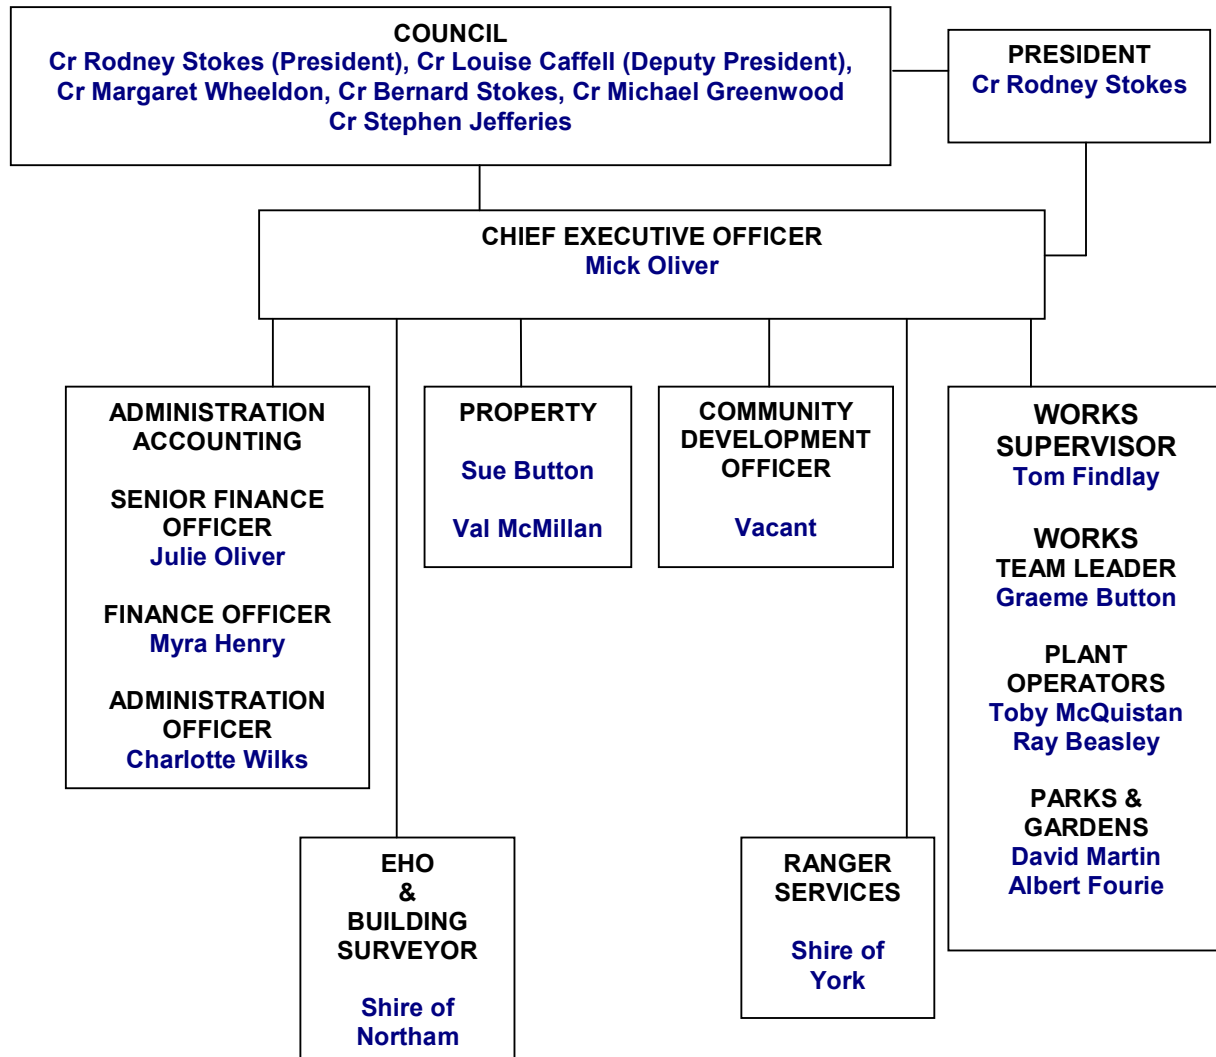 COUNCIL
Cr Rodney Stokes (President), Cr Louise Caffell (Deputy President),
Cr Margaret Wheeldon, Cr Bernard Stokes, Cr Michael Greenwood
Cr Stephen Jefferies
PRESIDENT
Cr Rodney Stokes
CHIEF EXECUTIVE OFFICER
Mick Oliver
ADMINISTRATION
ACCOUNTING
SENIOR FINANCE
OFFICER
Julie Oliver
FINANCE OFFICER
Myra Henry
ADMINISTRATION
OFFICER
Charlotte Wilks
PROPERTY
Sue Button
Val McMillan
COMMUNITY
DEVELOPMENT
OFFICER
Vacant
WORKS
SUPERVISOR
Tom Findlay
WORKS
TEAM LEADER
Graeme Button
PLANT
OPERATORS
Toby McQuistan
Ray Beasley
PARKS &
GARDENS
David Martin
Albert Fourie
EHO
&
BUILDING
SURVEYOR
Shire of
Northam
RANGER
SERVICES
Shire of
York